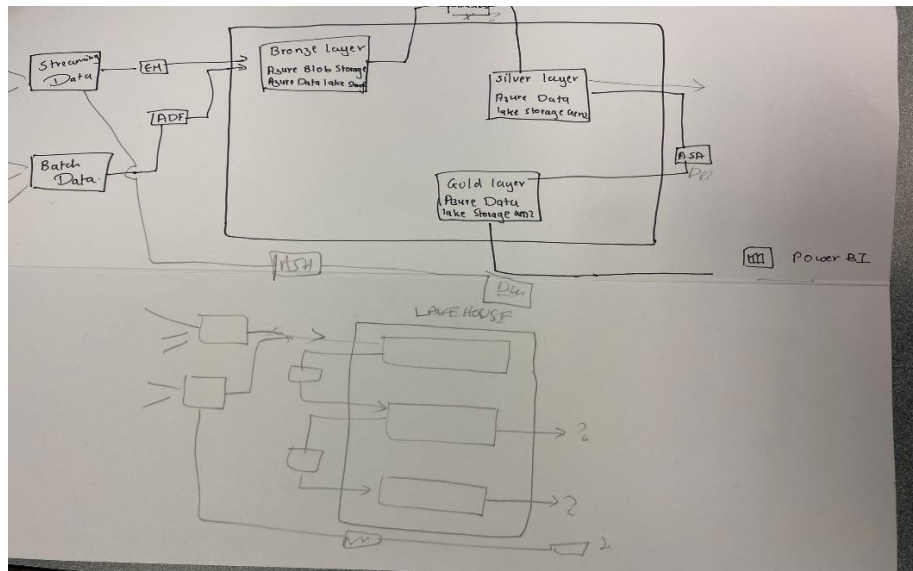 Streaming
Data
EH
ADF
Batch
Data.
Bronze layer
Azure Blob Storage
Azure Data lake
Silver layer
Azure Data
lake storage gen2
ASA
Gold layer
Azure Data
lake Storage gen2
Power BI
ASA
LAKEHOUSE
?
?